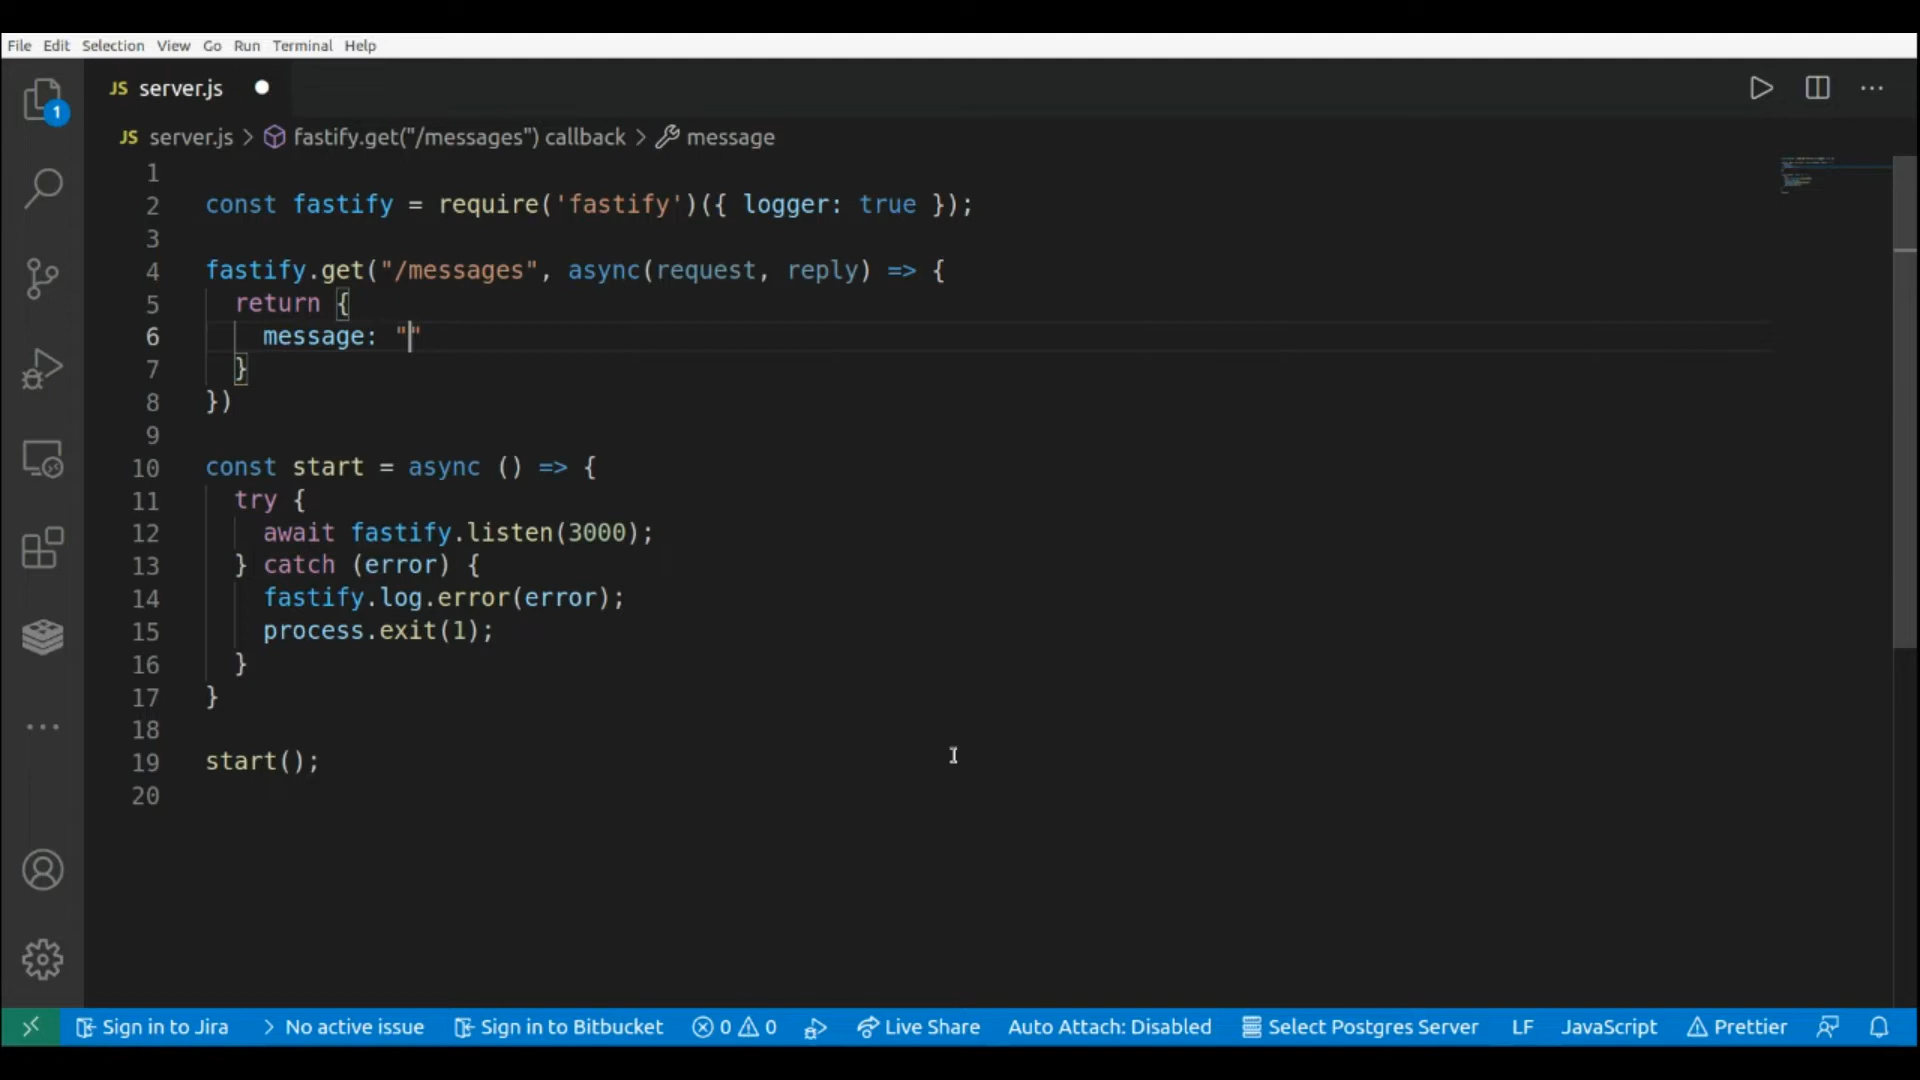 File Edit Selection View Go Run Terminal Help
JS server.js
1
JS server.js > fastify.get("/messages") callback > message
1
2 const fastify = require('fastify')({ logger: true });
3
4 fastify.get("/messages", async(request, reply) => {
5 return {
6 message: ""
7 }
8 })
9
10 const start = async () => {
11 try {
12 await fastify.listen(3000);
13 } catch (error) {
14 fastify.log.error(error);
15 process.exit(1);
16 }
17 }
18
19 start();
20
Sign in to Jira > No active issue Sign in to Bitbucket 0 0 Live Share Auto Attach: Disabled Select Postgres Server LF JavaScript Prettier